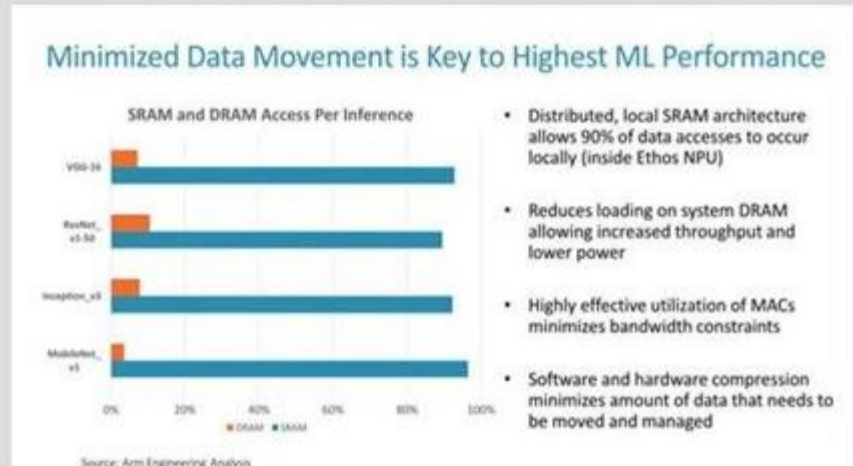 Minimized Data Movement is Key to Highest ML Performance
SRAM and DRAM Access Per Inference
VGG-16
ResNet_
v1-50
Inception_v3
MobileNet_
v1
0%
20%
40%
60%
80%
100%
DRAM
SRAM
Source: Arm Engineering Analysis
• Distributed, local SRAM architecture
allows 90% of data accesses to occur
locally (inside Ethos NPU)
• Reduces loading on system DRAM
allowing increased throughput and
lower power
• Highly effective utilization of MACs
minimizes bandwidth constraints
• Software and hardware compression
minimizes amount of data that needs to
be moved and managed